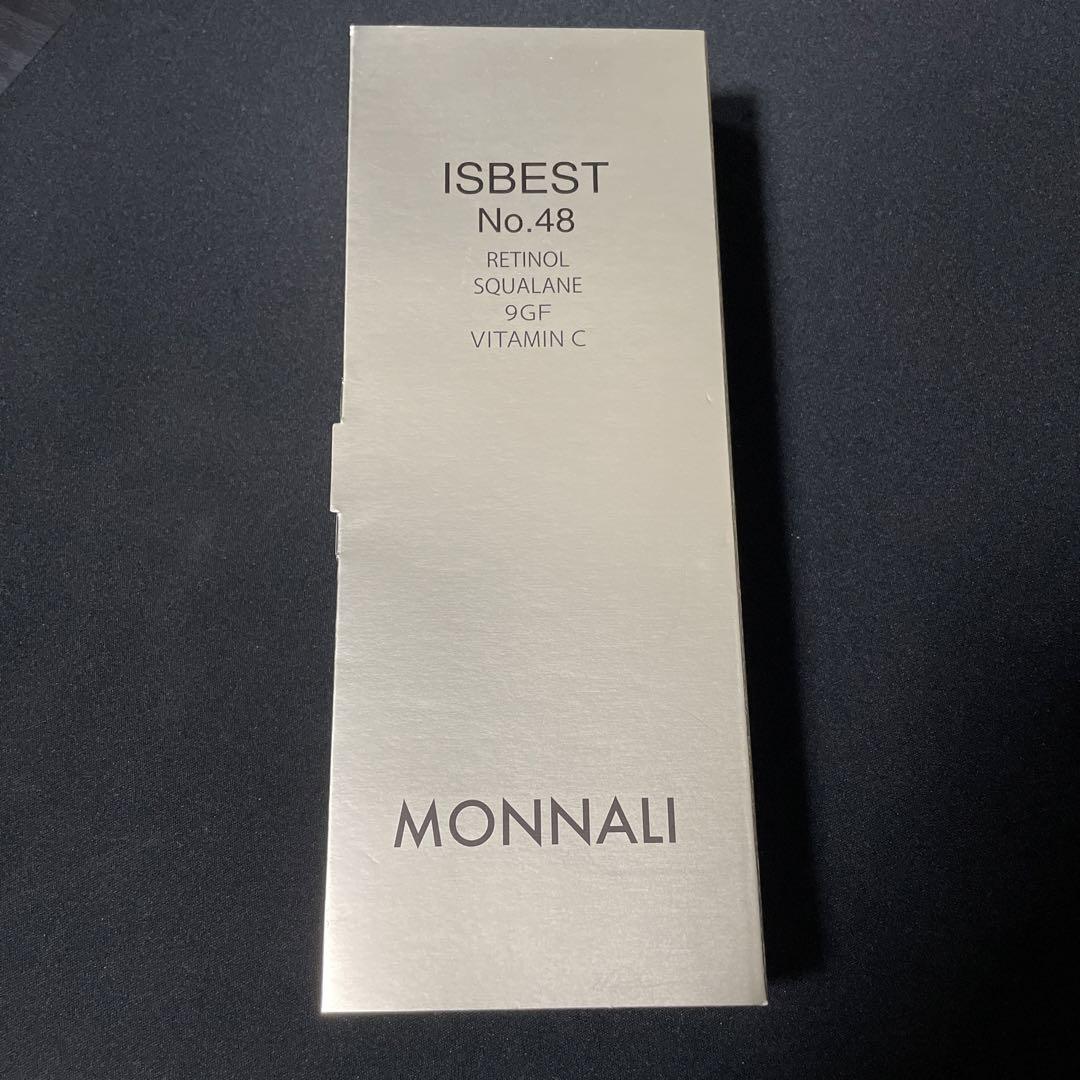 ISBEST
No.48
RETINOL
SQUALANE
9GF
VITAMIN C
MONNALI